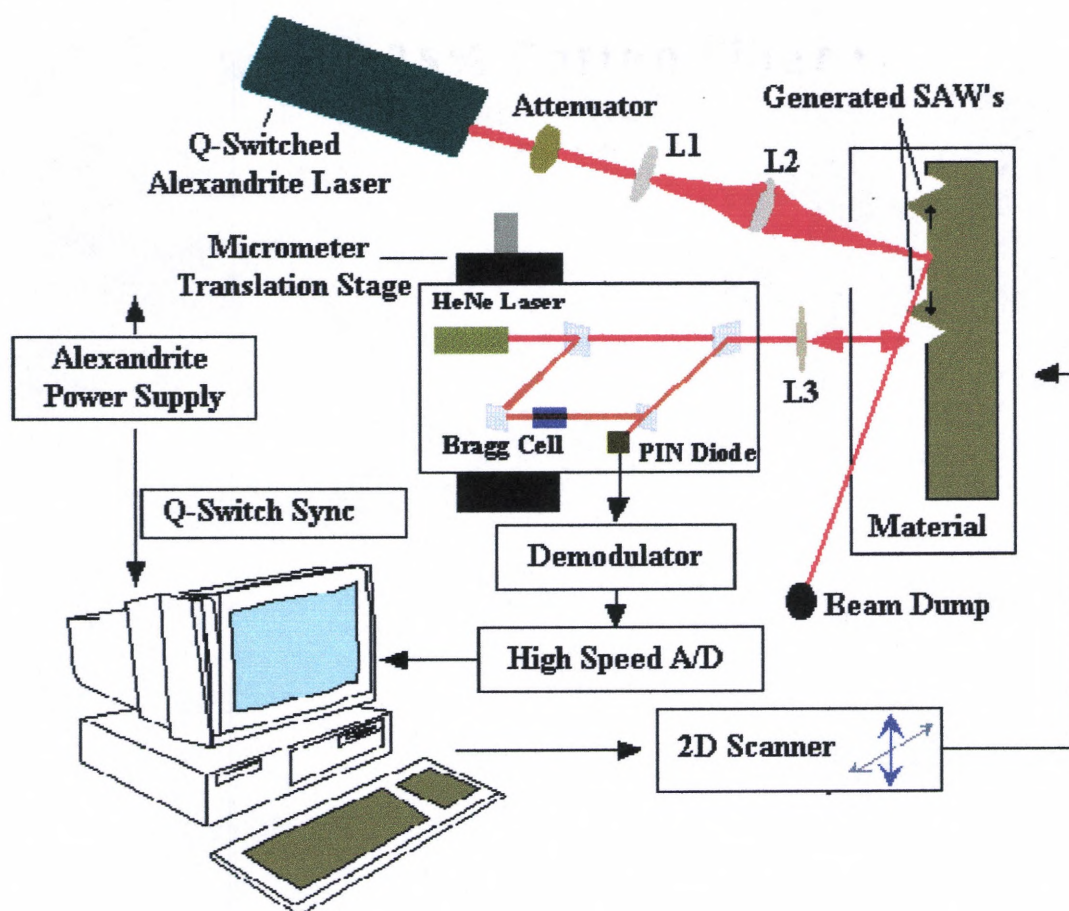 Generated SAW's
Attenuator
L1
L2
Q-Switched
Alexandrite Laser
Micrometer
Translation Stage
HeNe Laser
Alexandrite
Power Supply
L3
Bragg Cell
PIN Diode
Q-Switch Sync
Material
Demodulator
Beam Dump
High Speed A/D
2D Scanner